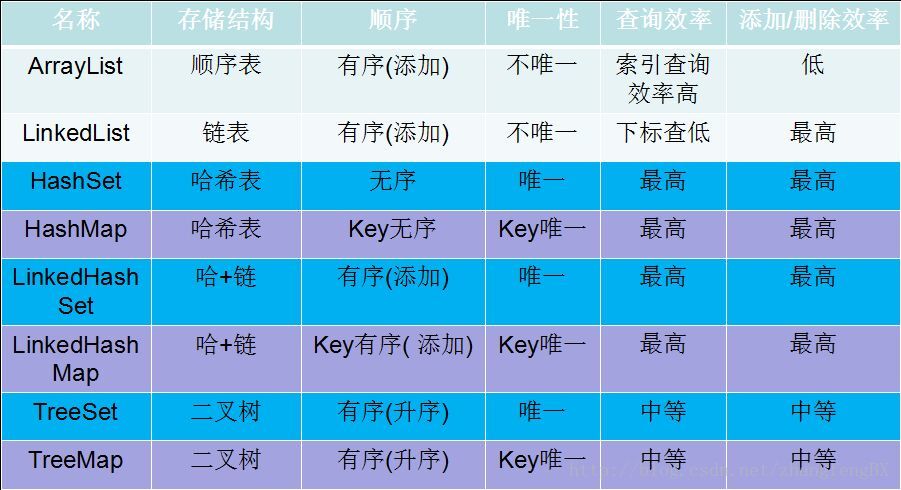 名称 存储结构 顺序 唯一性 查询效率 添加/删除效率
ArrayList 顺序表 有序(添加) 不唯一 索引查询 低
效率高
LinkedList 链表 有序(添加) 不唯一 下标查低 最高
HashSet 哈希表 无序 唯一 最高 最高
HashMap 哈希表 Key无序 Key唯一 最高 最高
LinkedHash 哈+链 有序(添加) 唯一 最高 最高
Set
LinkedHash 哈+链 Key有序( 添加) Key唯一 最高 最高
Map
TreeSet 二叉树 有序(升序) 唯一 中等 中等
TreeMap 二叉树 有序(升序) Key唯一 中等 中等